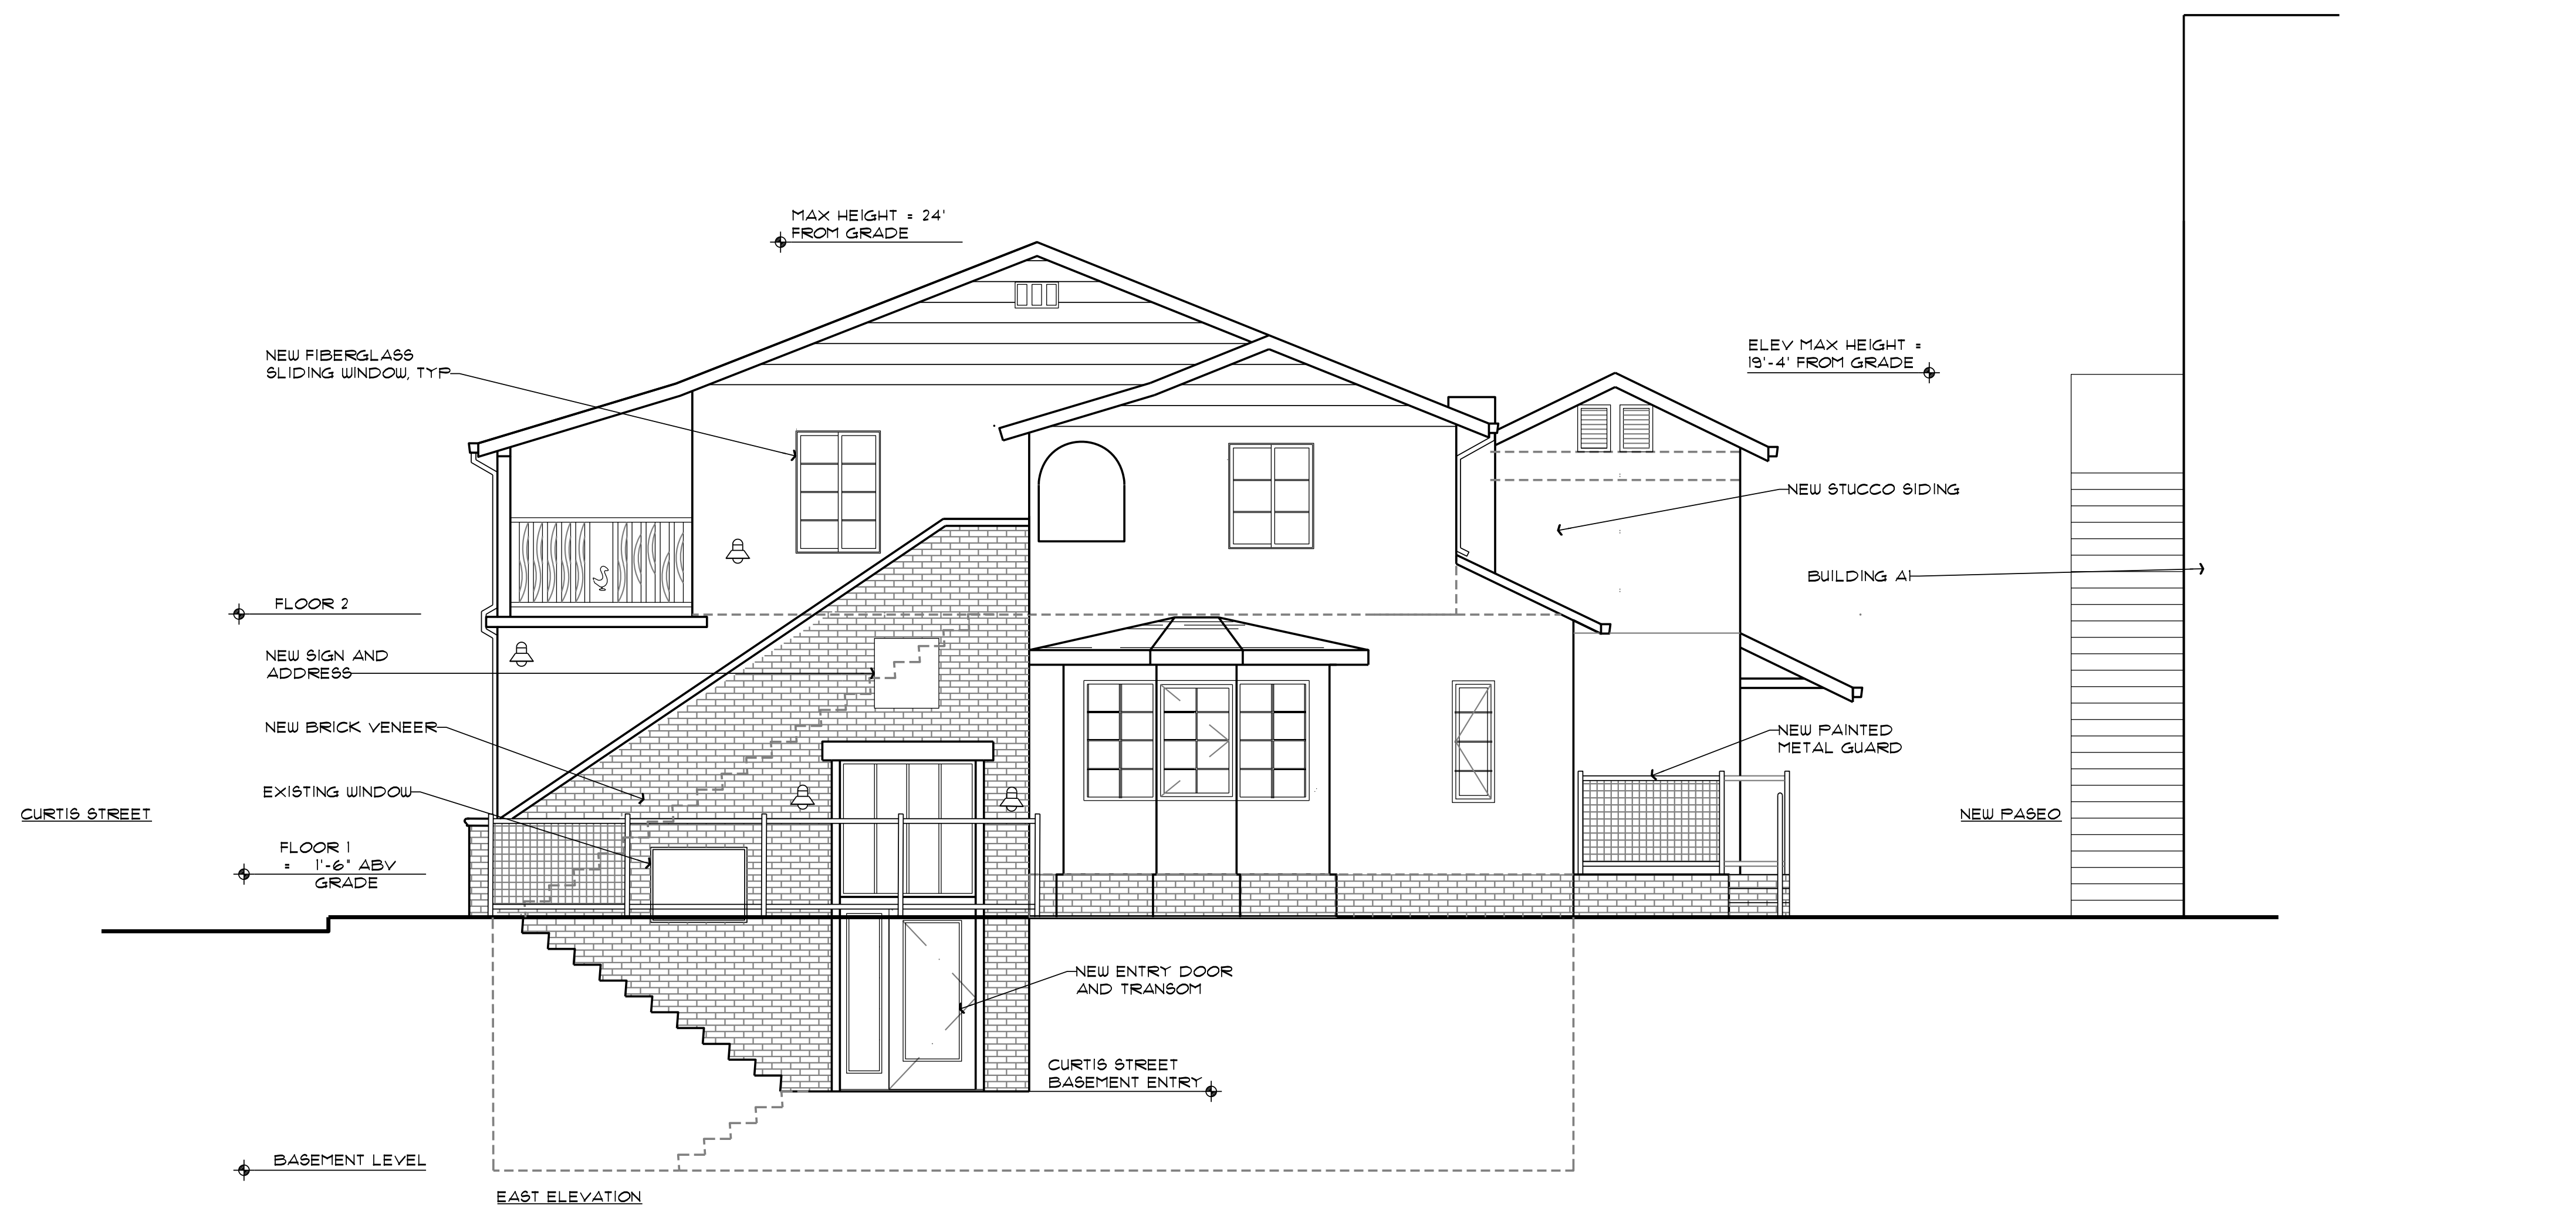 MAX HEIGHT = 24'
FROM GRADE
NEW FIBERGLASS
SLIDING WINDOW, TYP
ELEV MAX HEIGHT =
19'-4' FROM GRADE
NEW STUCCO SIDING
BUILDING A1
FLOOR 2
NEW SIGN AND
ADDRESS
NEW BRICK VENEER
NEW PAINTED
METAL GUARD
EXISTING WINDOW
CURTIS STREET
NEW PASEO
FLOOR 1
= 1'-6" ABV
GRADE
NEW ENTRY DOOR
AND TRANSOM
CURTIS STREET
BASEMENT ENTRY
BASEMENT LEVEL
EAST ELEVATION